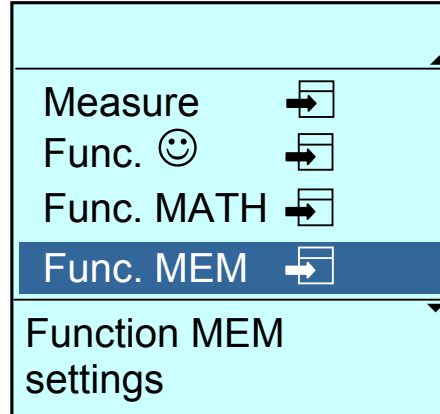 Measure
Func. ☺
Func. MATH
Func. MEM
Function MEM
settings